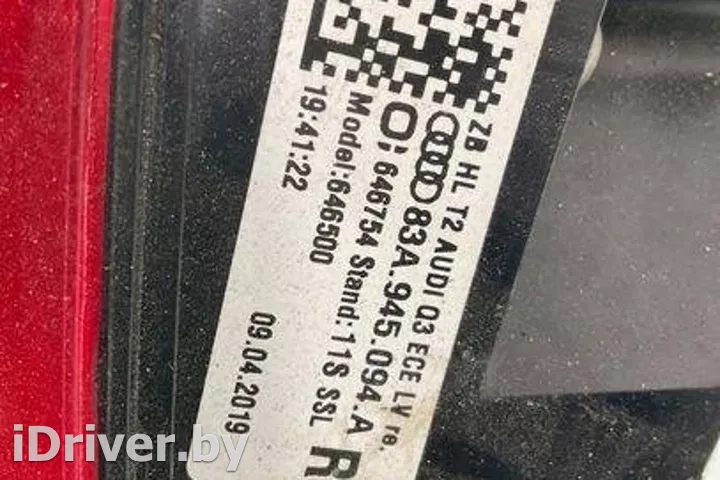 ZB HL T2 AUDI Q3 ECE LV re.
83A.945.094.A
646754 Stand:11S SSL
Model:646500 R
19:41:22 09.04.2019
iDriver.by